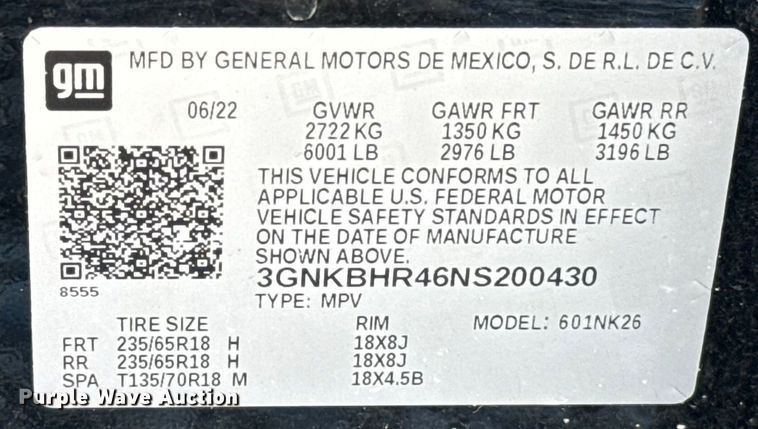 gm MFD BY GENERAL MOTORS DE MEXICO, S. DE R.L. DE C.V.
06/22 GVWR GAWR FRT GAWR RR
2722 KG 1350 KG 1450 KG
6001 LB 2976 LB 3196 LB
THIS VEHICLE CONFORMS TO ALL
APPLICABLE U.S. FEDERAL MOTOR
VEHICLE SAFETY STANDARDS IN EFFECT
ON THE DATE OF MANUFACTURE
SHOWN ABOVE.
3GNKBHR46NS200430
8555
TYPE: MPV
TIRE SIZE RIM MODEL: 601NK26
FRT 235/65R18 H 18X8J
RR 235/65R18 H 18X8J
SPA T135/70R18 M 18X4.5B
Purple Wave Auction